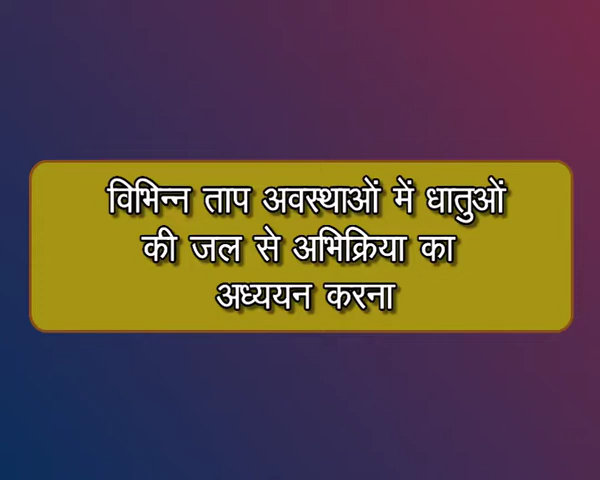 विभिन्न ताप अवस्थाओं में धातुओं
की जल से अभिक्रिया का
अध्ययन करना